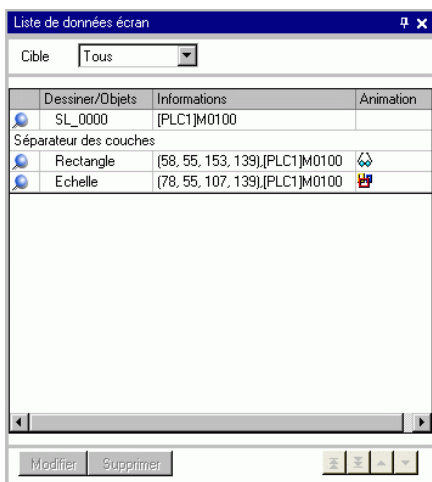 Liste de données écran
Cible Tous
Dessiner/Objets Informations Animation
SL_0000 [PLC1]M0100
Séparateur des couches
Rectangle (58, 55, 153, 139),[PLC1]M0100
Echelle (78, 55, 107, 139),[PLC1]M0100
Modifier Supprimer